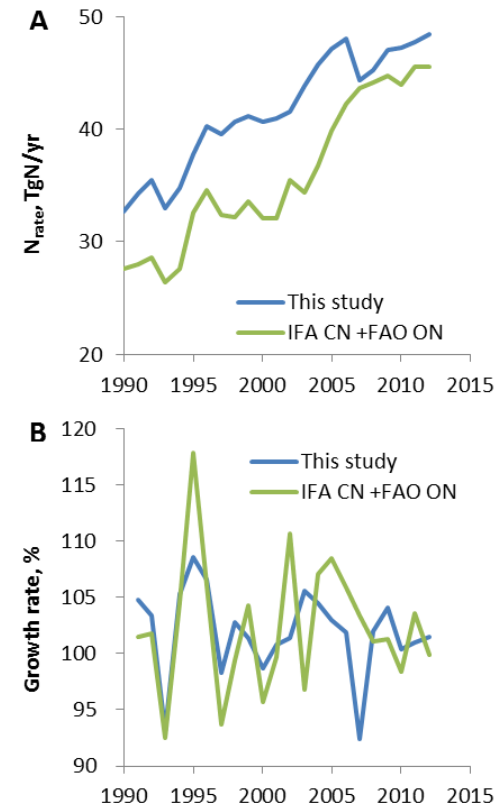 A
50
40
30
20
N_rate, TgN/yr
This study
IFA CN +FAO ON
1990 1995 2000 2005 2010 2015
B
120
115
110
105
100
95
90
Growth rate, %
This study
IFA CN +FAO ON
1990 1995 2000 2005 2010 2015